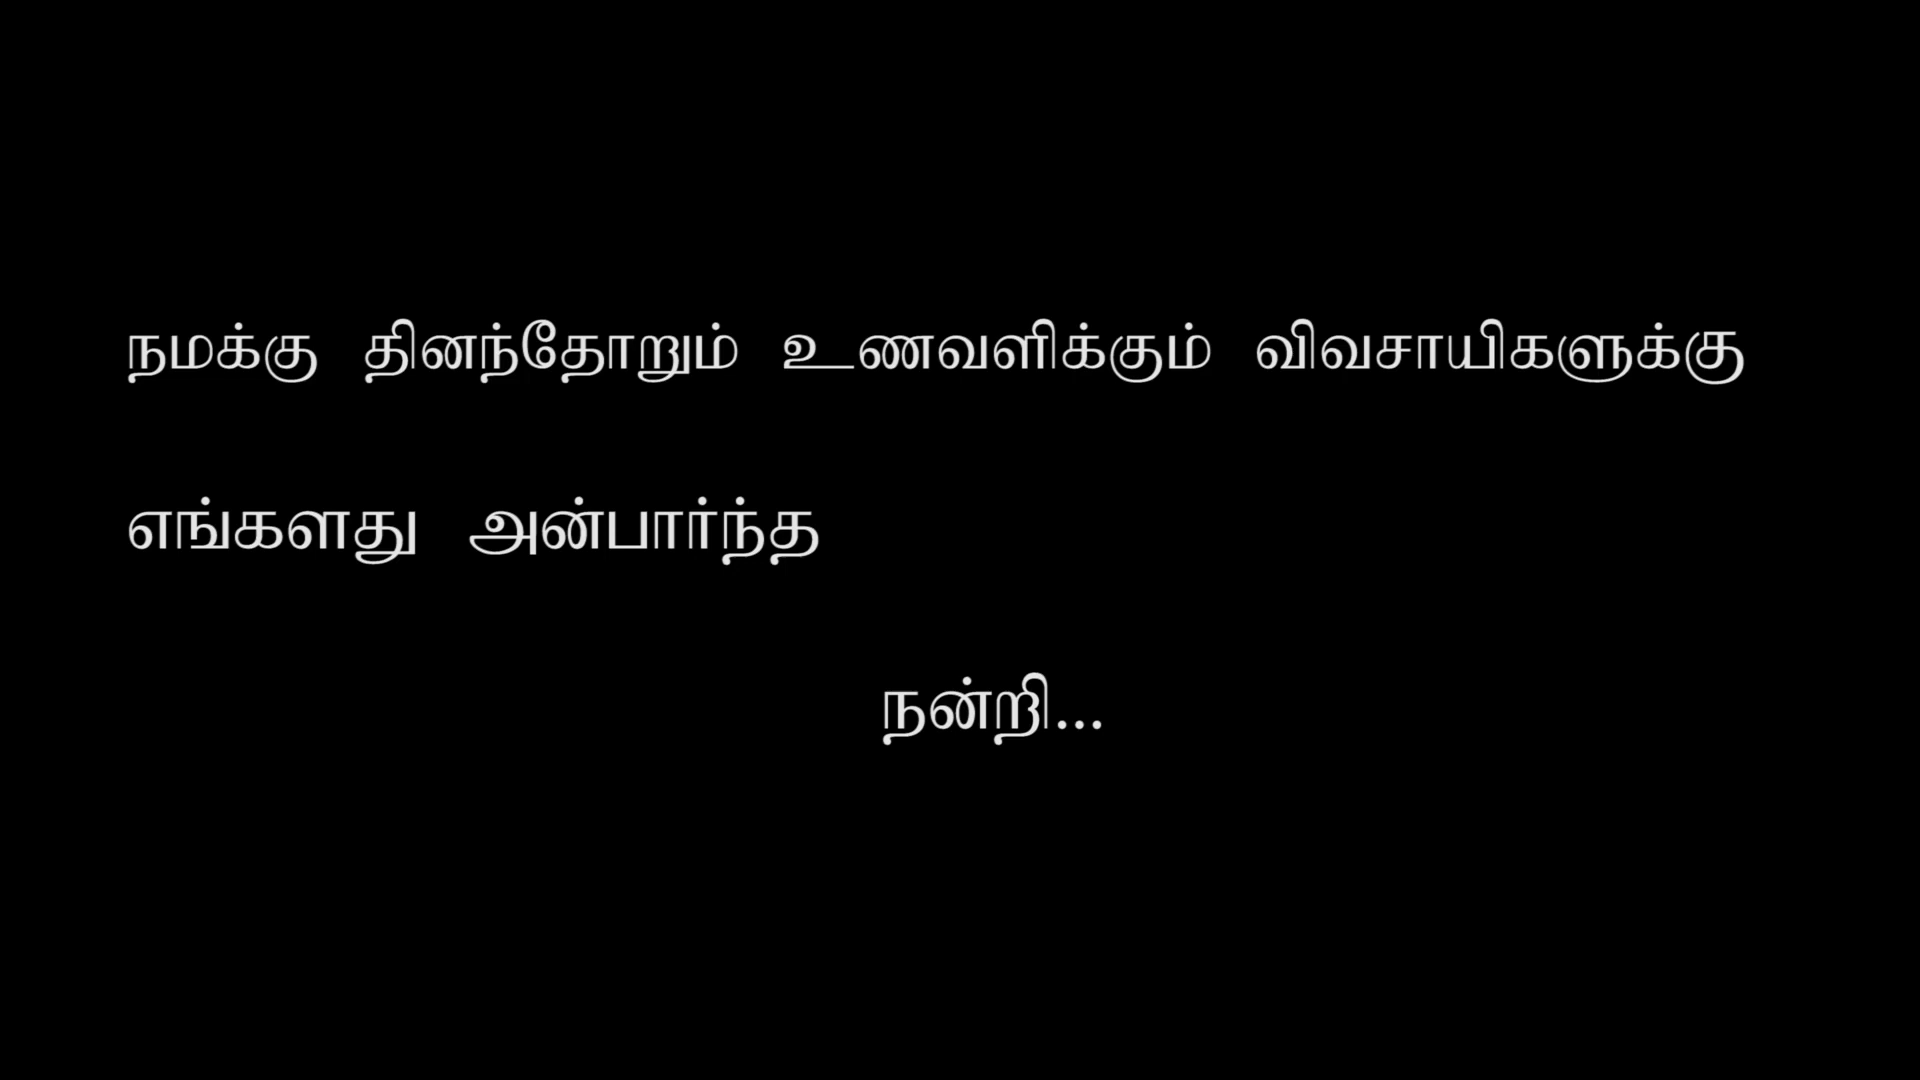 நமக்கு தினந்தோறும் உணவளிக்கும் விவசாயிகளுக்கு
எங்களது அன்பார்ந்த
நன்றி...